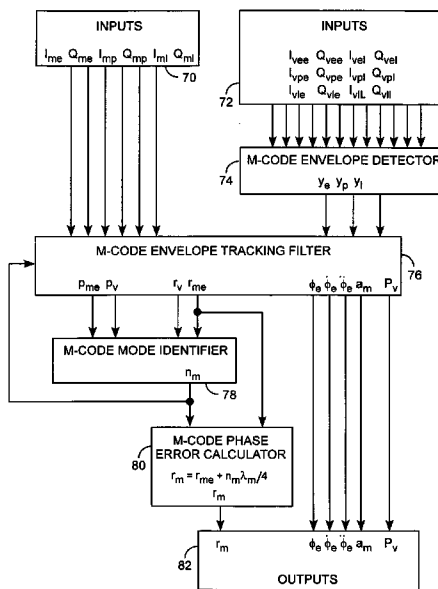 INPUTS
I_me Q_me I_mp Q_mp I_ml Q_ml
70
INPUTS
I_vee Q_vee I_vel Q_vel
I_vpe Q_vpe I_vpl Q_vpl
I_vle Q_vle I_vlL Q_vll
72
M-CODE ENVELOPE DETECTOR
y_e y_p y_l
74
M-CODE ENVELOPE TRACKING FILTER
p_me p_v r_v r_me ϕ_e ϕ̇_e ϕ̈_e a_m P_v
76
M-CODE MODE IDENTIFIER
n_m
78
M-CODE PHASE
ERROR CALCULATOR
r_m = r_me + n_mλ_m/4
r_m
80
r_m ϕ_e ϕ̇_e ϕ̈_e a_m P_v
OUTPUTS
82